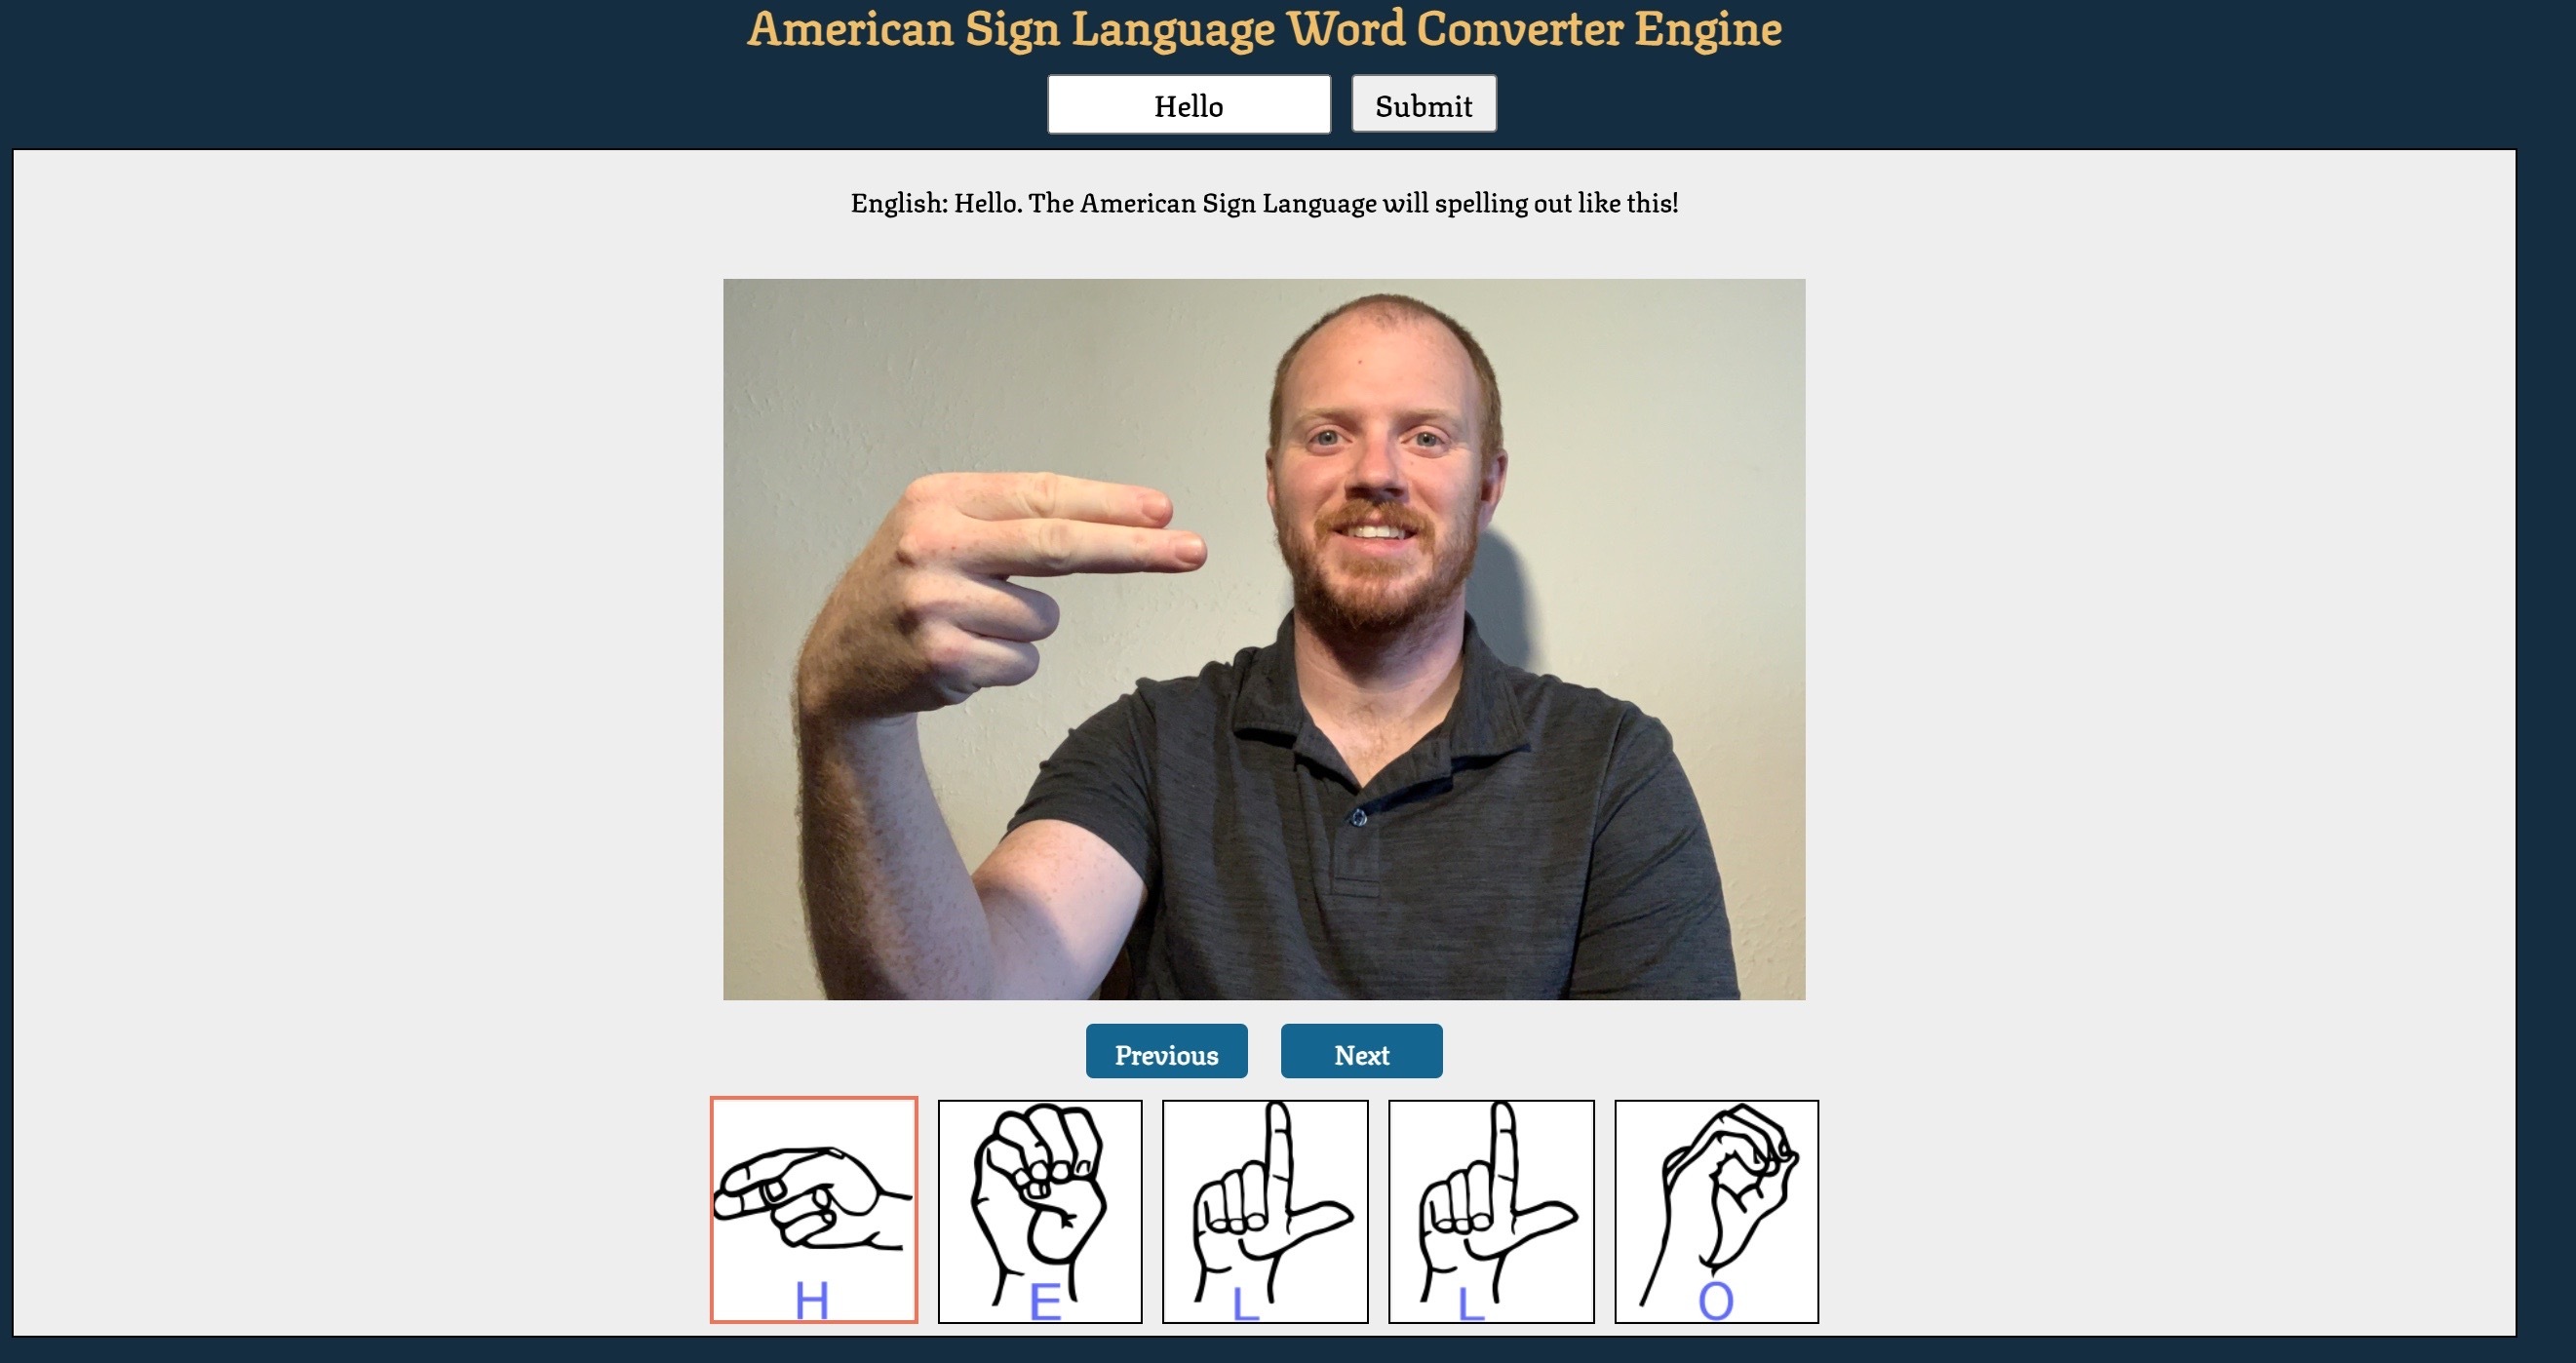 American Sign Language Word Converter Engine
Hello Submit
English: Hello. The American Sign Language will spelling out like this!
Previous Next
H E L L O